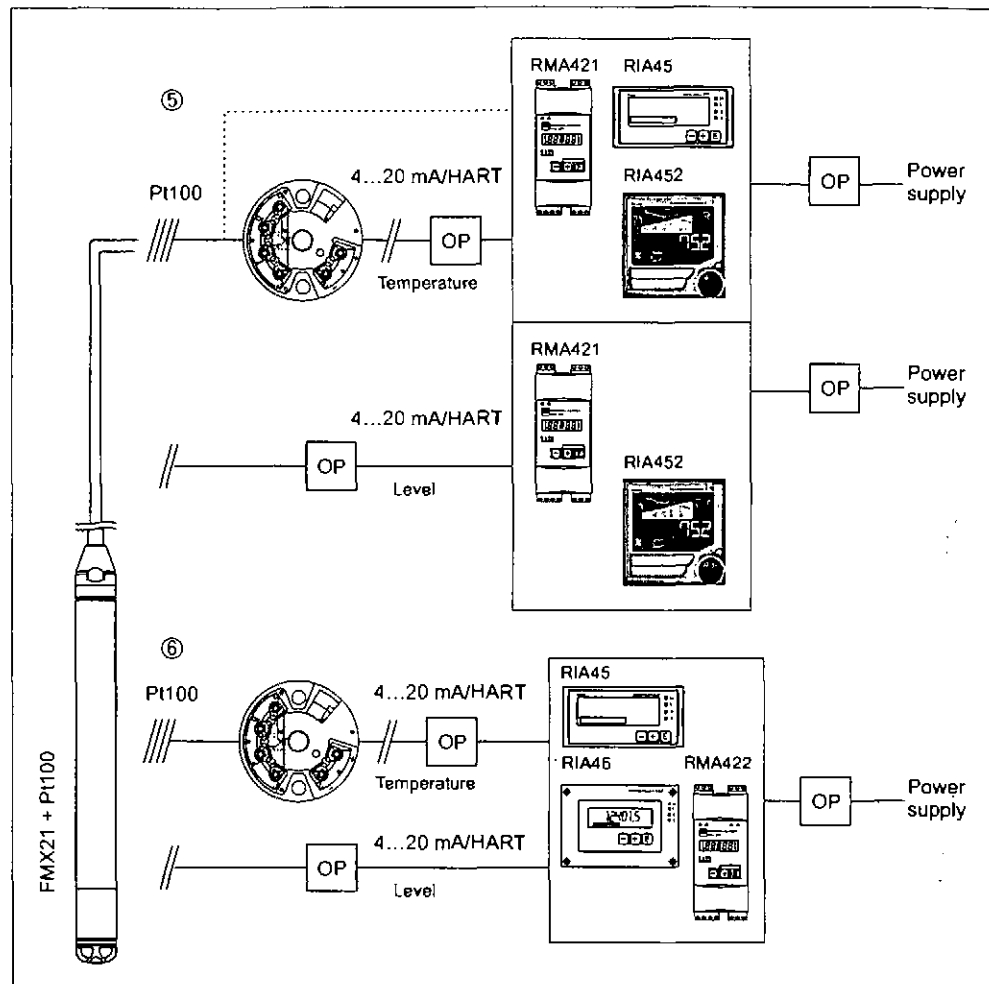 RMA421
RIA45
⑤
Pt100
4...20 mA/HART
OP
Temperature
RIA452
752
OP
Power
supply
RMA421
4...20 mA/HART
OP
Level
RIA452
752
OP
Power
supply
⑥
Pt100
4...20 mA/HART
OP
Temperature
RIA45
RIA46
RMA422
4...20 mA/HART
OP
Level
OP
Power
supply
FMX21 + Pt100